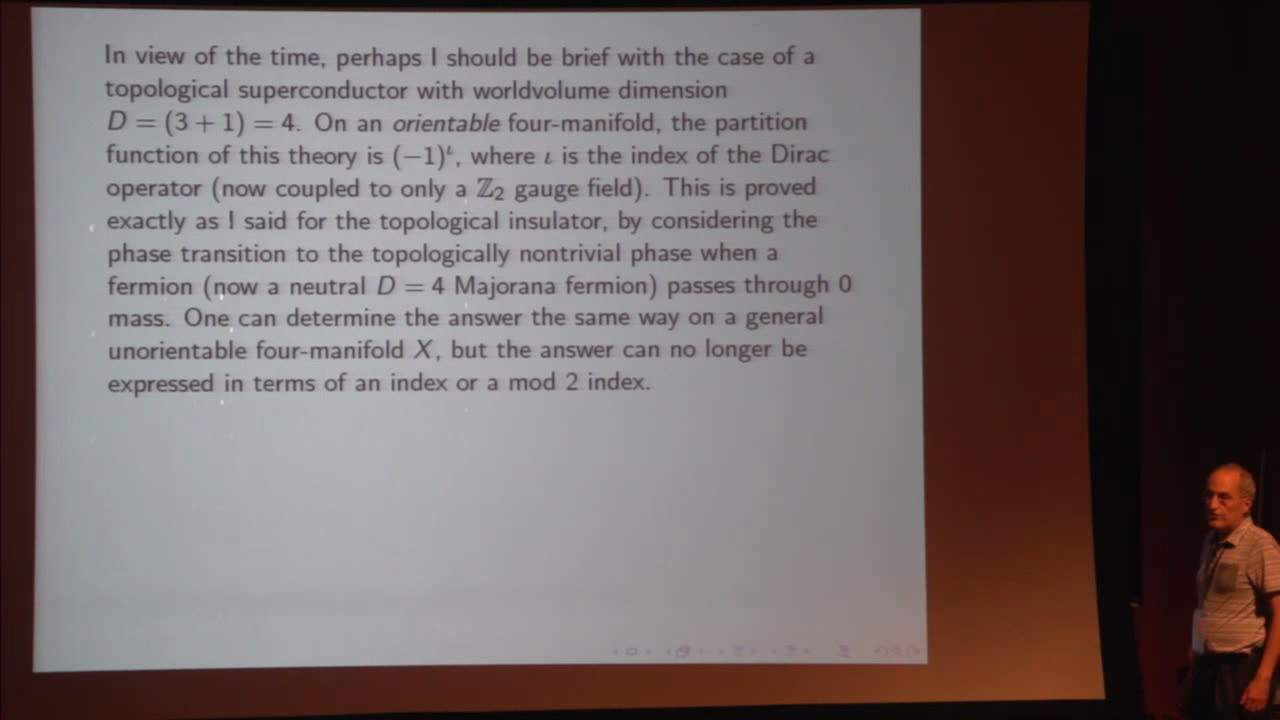 In view of the time, perhaps I should be brief with the case of a
topological superconductor with worldvolume dimension
D = (3 + 1) = 4. On an orientable four-manifold, the partition
function of this theory is (−1)^ι, where ι is the index of the Dirac
operator (now coupled to only a ℤ₂ gauge field). This is proved
exactly as I said for the topological insulator, by considering the
phase transition to the topologically nontrivial phase when a
fermion (now a neutral D = 4 Majorana fermion) passes through 0
mass. One can determine the answer the same way on a general
unorientable four-manifold X, but the answer can no longer be
expressed in terms of an index or a mod 2 index.